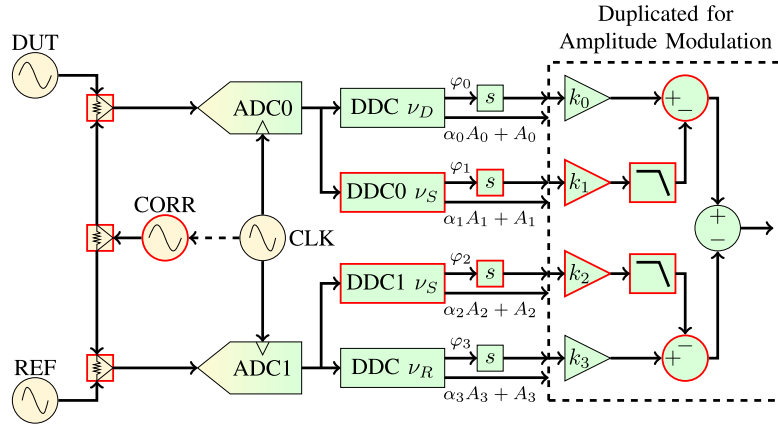 Duplicated for
Amplitude Modulation
DUT
ADC0
DDC ν_D
φ_0
s
α_0A_0 + A_0
k_0
+
−
DDC0 ν_S
φ_1
s
α_1A_1 + A_1
k_1
CORR
CLK
+
−
DDC1 ν_S
φ_2
s
α_2A_2 + A_2
k_2
REF
ADC1
DDC ν_R
φ_3
s
α_3A_3 + A_3
k_3
+
−